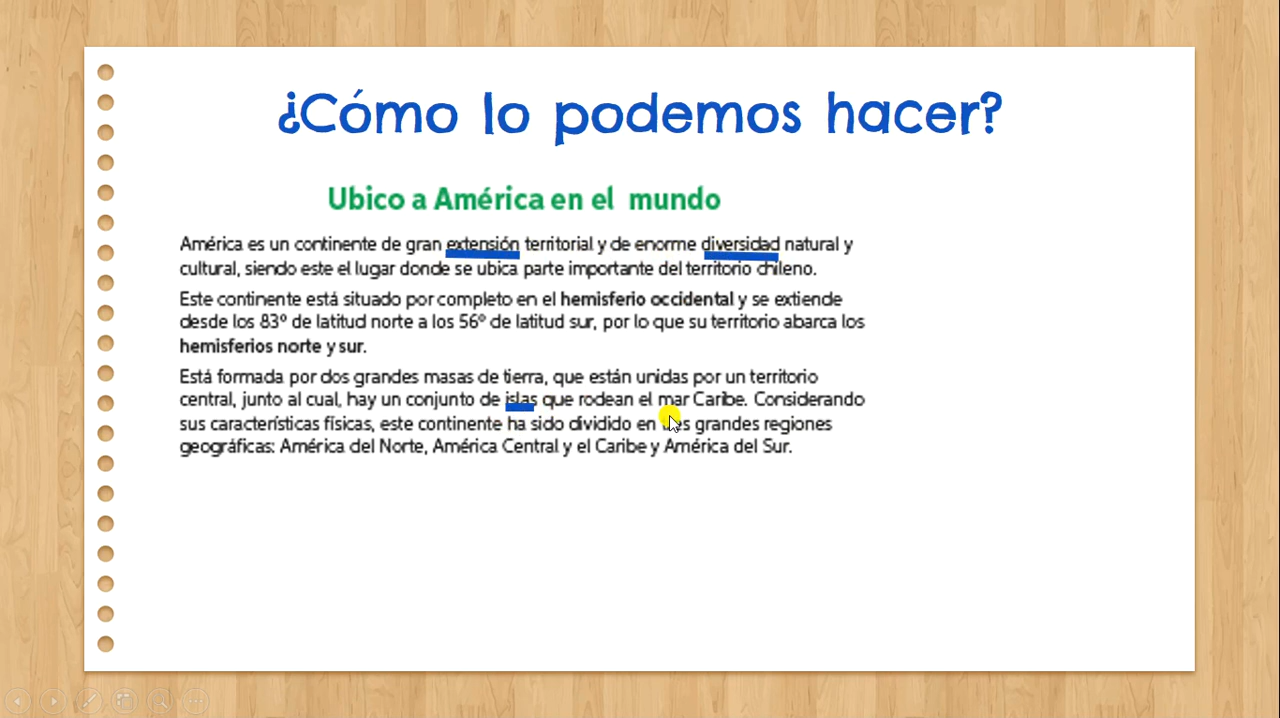 ¿Cómo lo podemos hacer?
Ubico a América en el mundo
América es un continente de gran extensión territorial y de enorme diversidad natural y
cultural, siendo este el lugar donde se ubica parte importante del territorio chileno.
Este continente está situado por completo en el hemisferio occidental y se extiende
desde los 83º de latitud norte a los 56º de latitud sur, por lo que su territorio abarca los
hemisferios norte y sur.
Está formada por dos grandes masas de tierra, que están unidas por un territorio
central, junto al cual, hay un conjunto de islas que rodean el mar Caribe. Considerando
sus características físicas, este continente ha sido dividido en tres grandes regiones
geográficas: América del Norte, América Central y el Caribe y América del Sur.